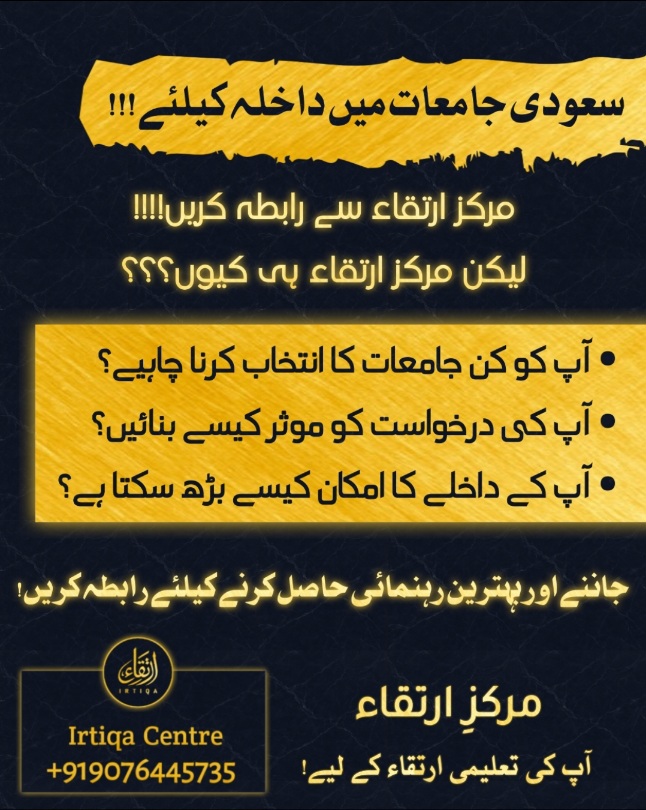 سعودی جامعات میں داخلہ کیلئے!!!
مرکز ارتقاء سے رابطہ کریں!!!!
لیکن مرکز ارتقاء ہی کیوں؟؟؟
• آپ کو کن جامعات کا انتخاب کرنا چاہیے؟
• آپ کی درخواست کو موثر کیسے بنائیں؟
• آپ کے داخلے کا امکان کیسے بڑھ سکتا ہے؟
جاننے اور بہترین رہنمائی حاصل کرنے کیلئے رابطہ کریں!
مرکزِ ارتقاء
آپ کی تعلیمی ارتقاء کے لیے!
ارتقاء
IRTIQA
Irtiqa Centre
+919076445735